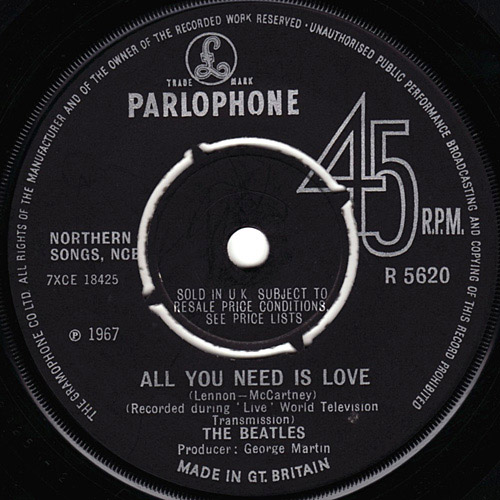 THE GRAMOPHONE CO LTD. ALL RIGHTS OF THE MANUFACTURER AND OF THE OWNER OF THE RECORDED WORK RESERVED · UNAUTHORISED PUBLIC PERFORMANCE BROADCASTING AND COPYING OF THIS RECORD PROHIBITED
£
TRADE MARK
PARLOPHONE
45
R.P.M.
NORTHERN
SONGS, NCB
R 5620
7XCE 18425
SOLD IN U.K. SUBJECT TO
RESALE PRICE CONDITIONS,
SEE PRICE LISTS
℗ 1967
ALL YOU NEED IS LOVE
(Lennon-McCartney)
(Recorded during 'Live' World Television
Transmission)
THE BEATLES
Producer: George Martin
MADE IN GT. BRITAIN